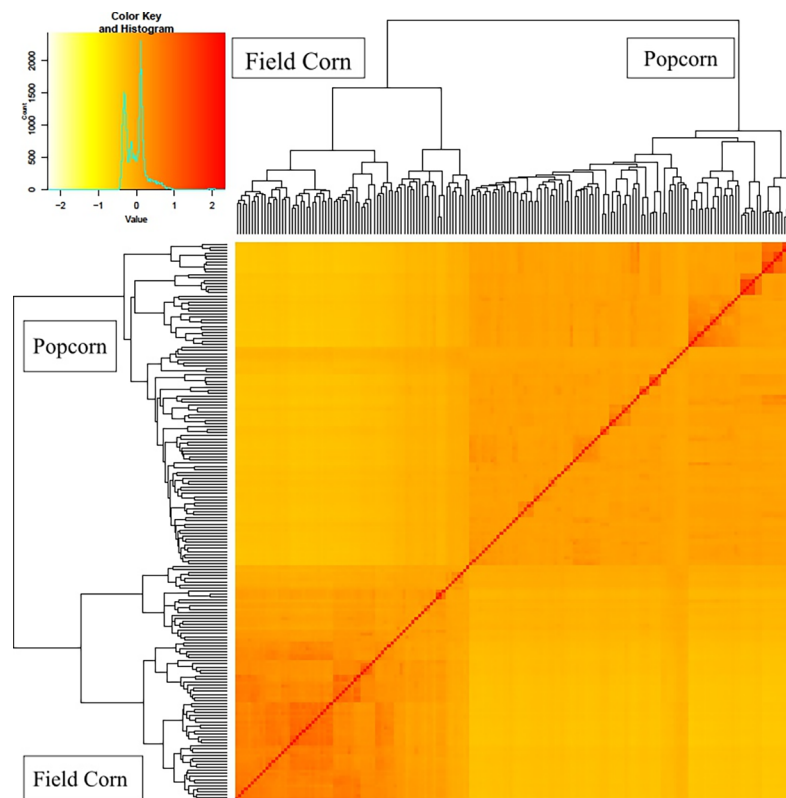 Color Key
and Histogram
Count
0
500
1000
1500
2000
−2
−1
0
1
2
Value
Field Corn
Popcorn
Popcorn
Field Corn